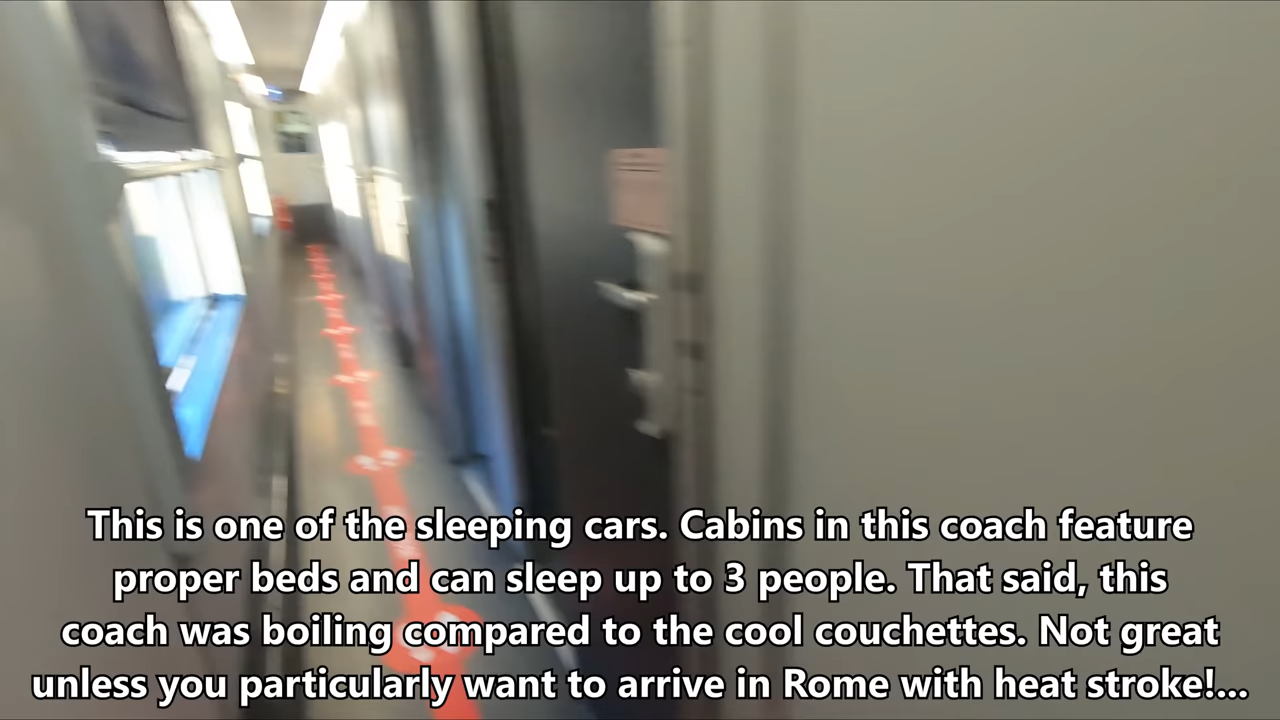 This is one of the sleeping cars. Cabins in this coach feature
proper beds and can sleep up to 3 people. That said, this
coach was boiling compared to the cool couchettes. Not great
unless you particularly want to arrive in Rome with heat stroke!...